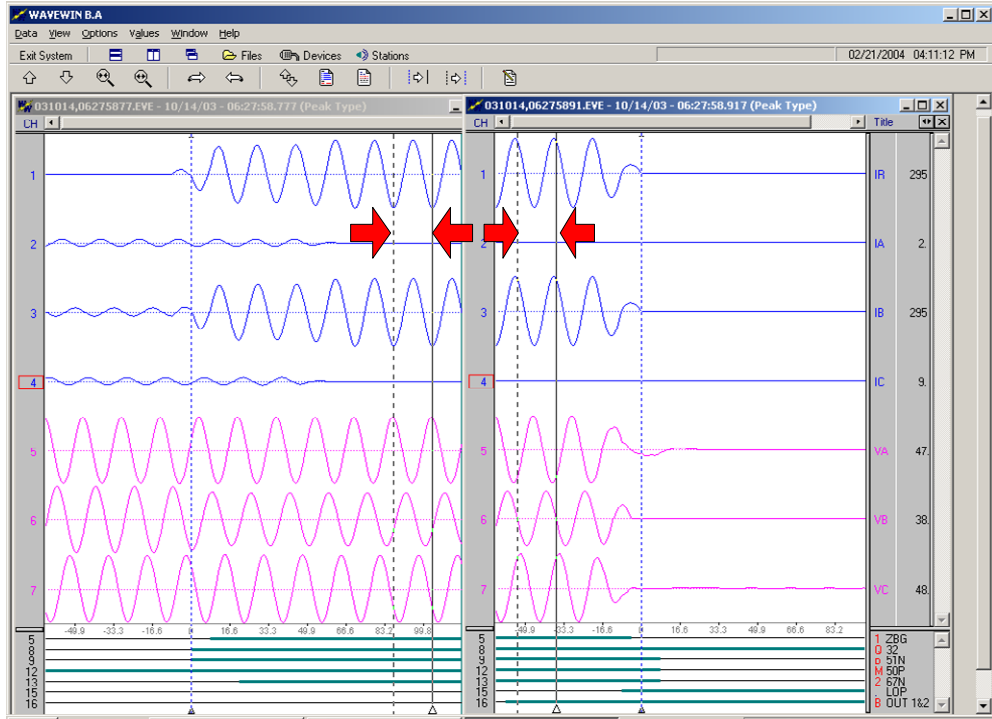 WAVEWIN B.A
Data View Options Values Window Help
Exit System Files Devices Stations 02/21/2004 04:11:12 PM
031014,06275877.EVE - 10/14/03 - 06:27:58.777 (Peak Type)
CH
1
2
3
4
5
6
7
-49.9 -33.3 -16.6 0 16.6 33.3 49.9 66.6 83.2 99.8
5
8
9
12
13
15
16
031014,06275891.EVE - 10/14/03 - 06:27:58.917 (Peak Type)
CH Title
1 IR 295
2 IA 2.
3 IB 295
4 IC 9.
5 VA 47.
6 VB 38.
7 VC 48.
-49.9 -33.3 -16.6 0 16.6 33.3 49.9 66.6 83.2
5 1 ZBG
8 Q 32
9 D 51N
12 M 50P
13 2 67N
15 . LOP
16 B OUT 1&2